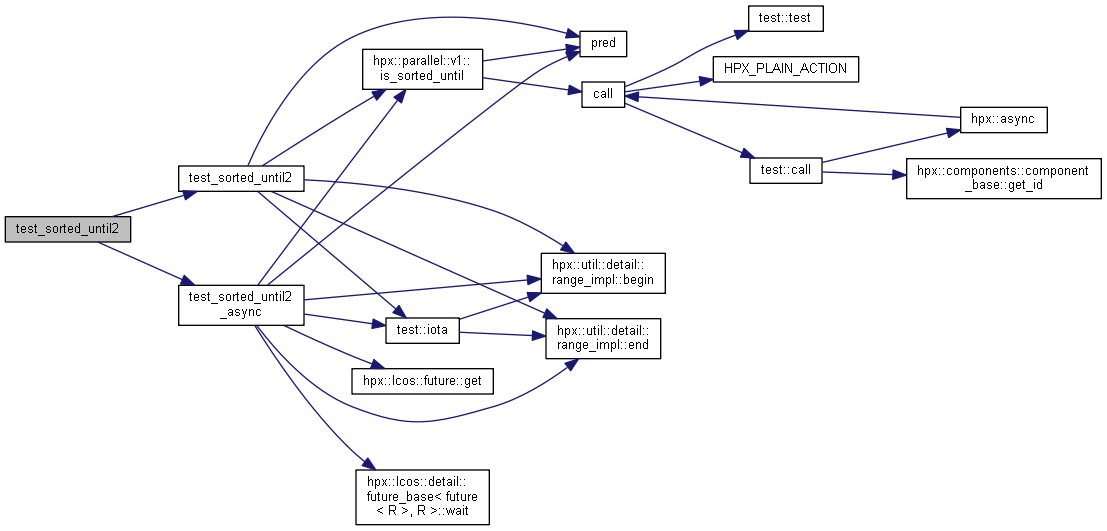 test::test
pred
hpx::parallel::v1::
is_sorted_until
HPX_PLAIN_ACTION
call
hpx::async
test::call
test_sorted_until2
hpx::components::component
_base::get_id
test_sorted_until2
hpx::util::detail::
range_impl::begin
test_sorted_until2
_async
test::iota
hpx::util::detail::
range_impl::end
hpx::lcos::future::get
hpx::lcos::detail::
future_base< future
< R >, R >::wait